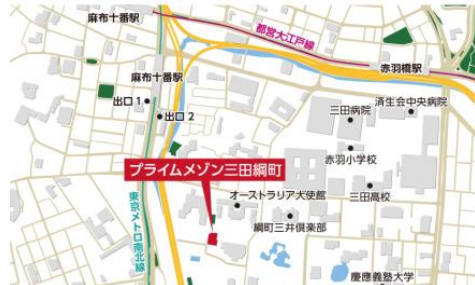 麻布十番駅
都営大江戸線
赤羽橋駅
麻布十番駅
出口1
出口2
三田病院
済生会中央病院
赤羽小学校
プライムメゾン三田綱町
オーストラリア大使館
三田高校
綱町三井倶楽部
東京メトロ南北線
慶應義塾大学